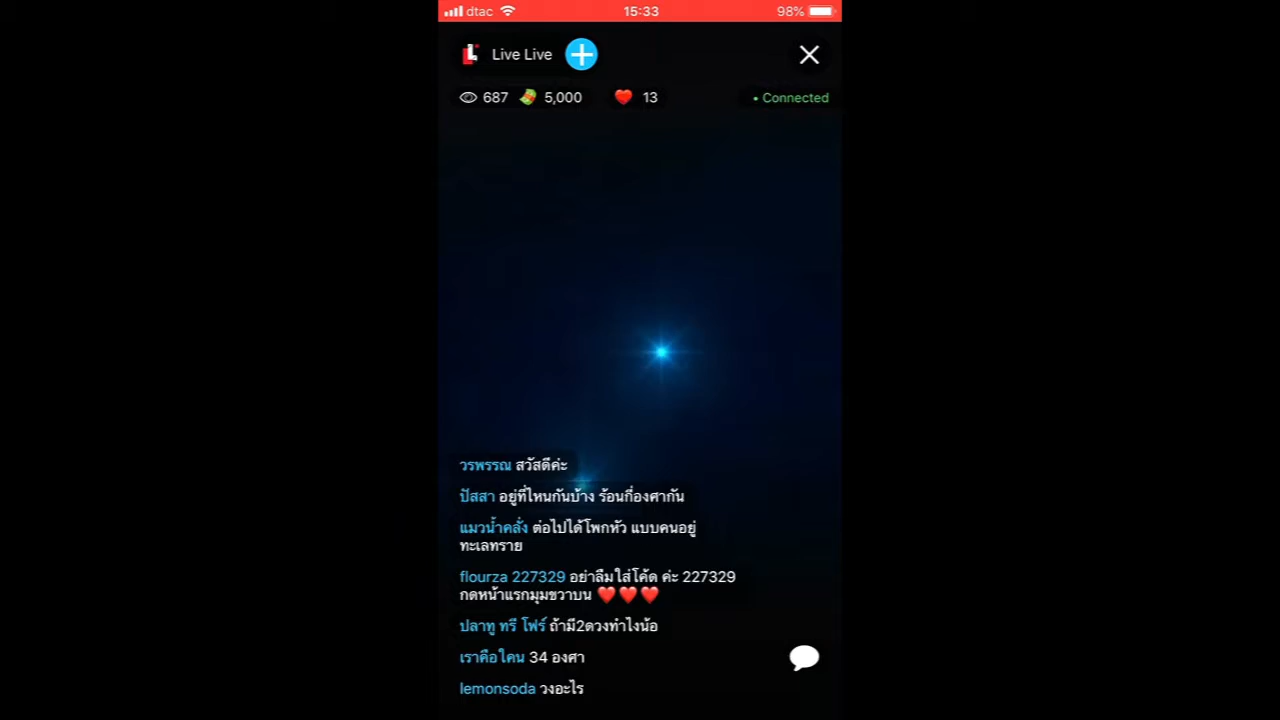 dtac 15:33 98%
Live Live
687 5,000 13 • Connected
วรพรรณ สวัสดีค่ะ
ปัสสา อยู่ที่ไหนกันบ้าง ร้อนกี่องศากัน
แมวน้ำคลั่ง ต่อไปได้โพกหัว แบบคนอยู่
ทะเลทราย
flourza 227329 อย่าลืมใส่โค้ด ค่ะ 227329
กดหน้าแรกมุมขวาบน ❤️❤️❤️
ปลาทู ทรี โฟร์ ถ้ามี2ดวงทำไงน้อ
เราคือใคน 34 องศา
lemonsoda วงอะไร